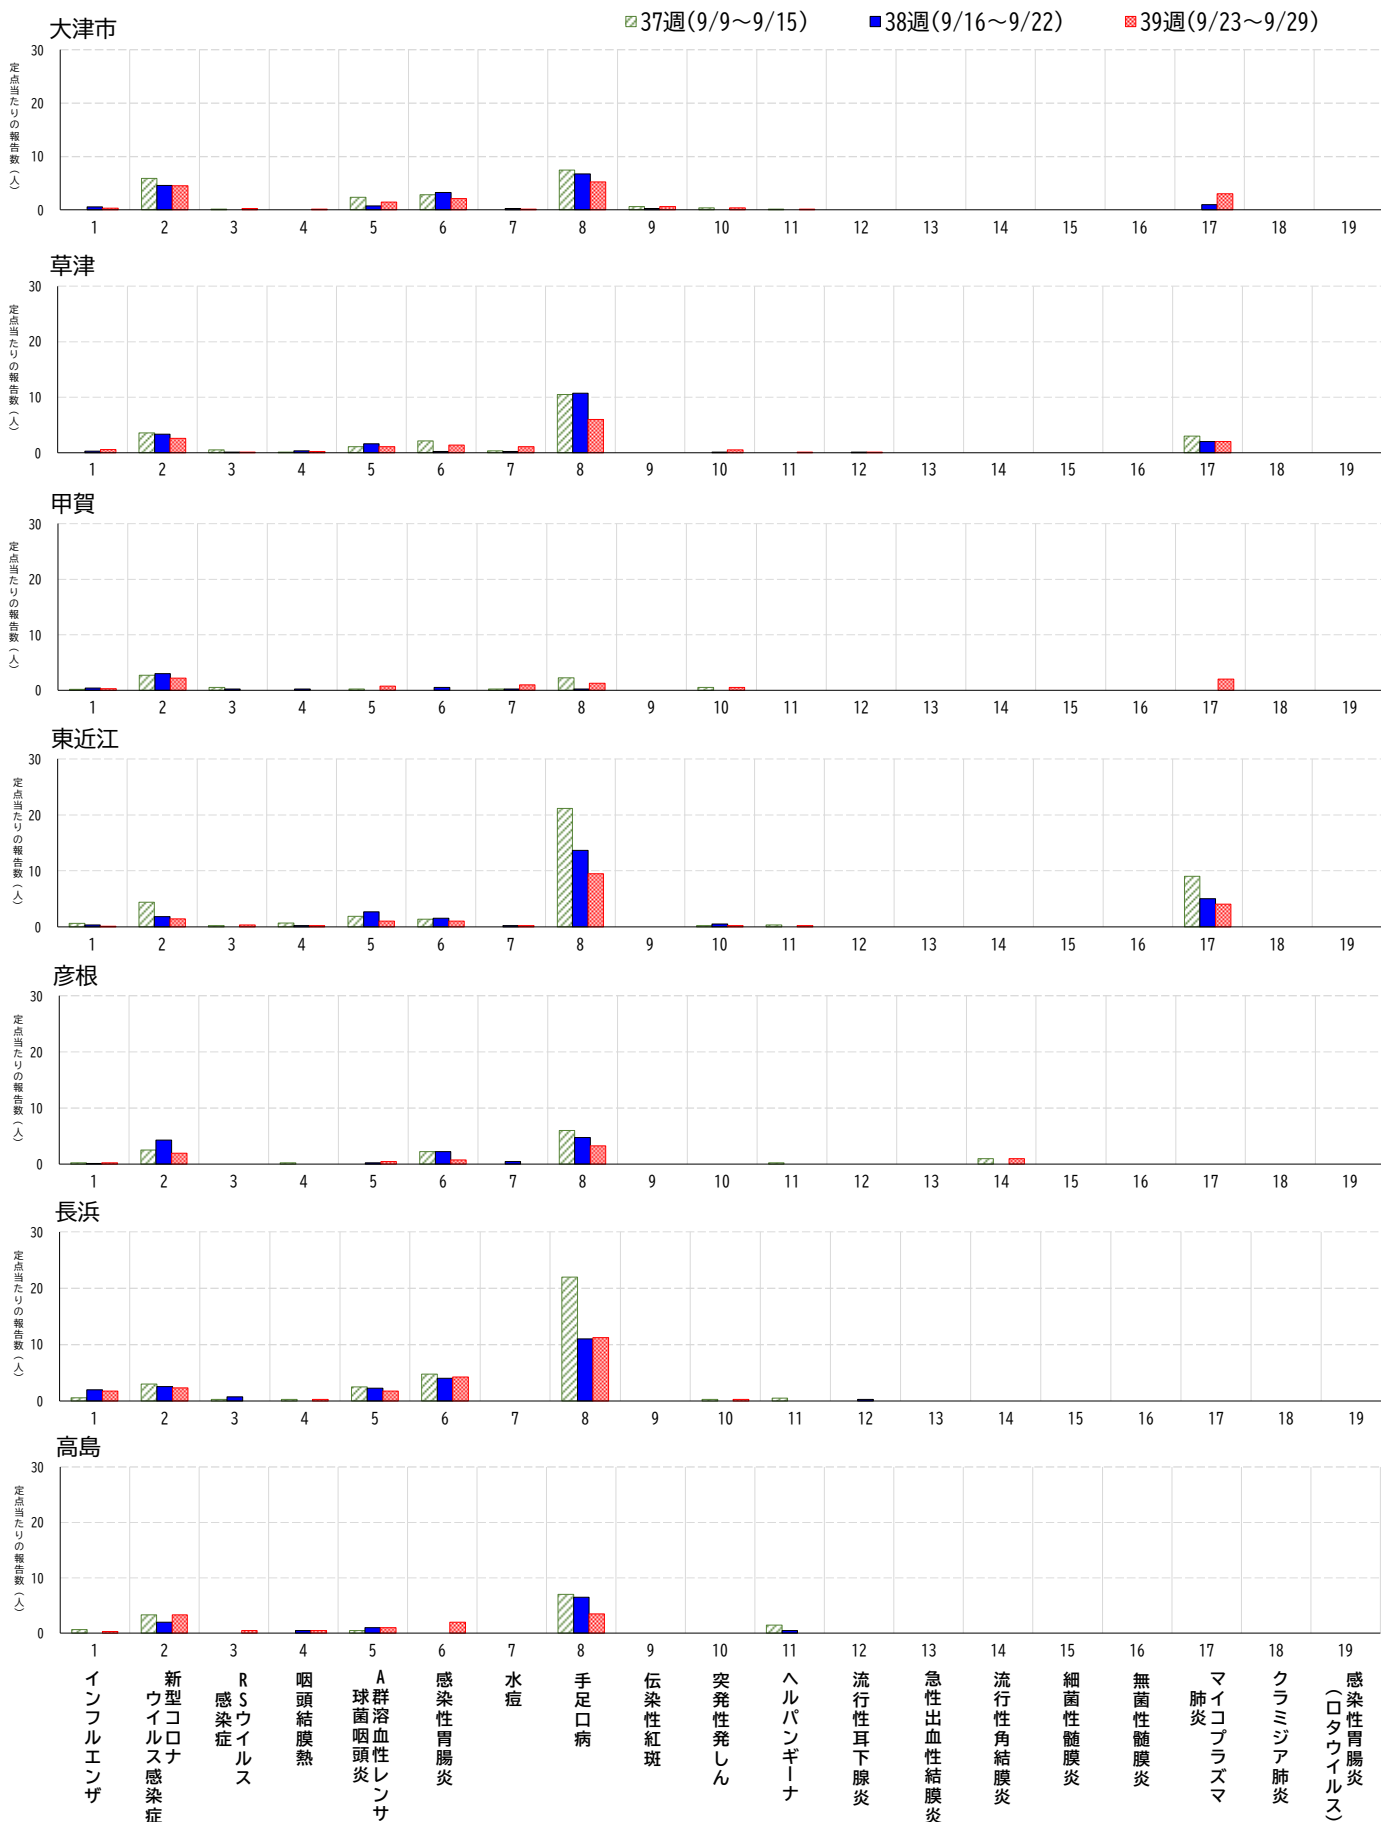 大津市
37週(9/9～9/15)
38週(9/16～9/22)
39週(9/23～9/29)
定点当たりの報告数(人)
30
20
10
0
1 2 3 4 5 6 7 8 9 10 11 12 13 14 15 16 17 18 19
草津
定点当たりの報告数(人)
30
20
10
0
1 2 3 4 5 6 7 8 9 10 11 12 13 14 15 16 17 18 19
甲賀
定点当たりの報告数(人)
30
20
10
0
1 2 3 4 5 6 7 8 9 10 11 12 13 14 15 16 17 18 19
東近江
定点当たりの報告数(人)
30
20
10
0
1 2 3 4 5 6 7 8 9 10 11 12 13 14 15 16 17 18 19
彦根
定点当たりの報告数(人)
30
20
10
0
1 2 3 4 5 6 7 8 9 10 11 12 13 14 15 16 17 18 19
長浜
定点当たりの報告数(人)
30
20
10
0
1 2 3 4 5 6 7 8 9 10 11 12 13 14 15 16 17 18 19
高島
定点当たりの報告数(人)
30
20
10
0
1 2 3 4 5 6 7 8 9 10 11 12 13 14 15 16 17 18 19
インフルエンザ
新型コロナ
ウイルス感染症
RSウイルス
感染症
咽頭結膜熱
A群溶血性レンサ
球菌咽頭炎
感染性胃腸炎
水痘
手足口病
伝染性紅斑
突発性発しん
ヘルパンギーナ
流行性耳下腺炎
急性出血性結膜炎
流行性角結膜炎
細菌性髄膜炎
無菌性髄膜炎
マイコプラズマ
肺炎
クラミジア肺炎
感染性胃腸炎
(ロタウイルス)